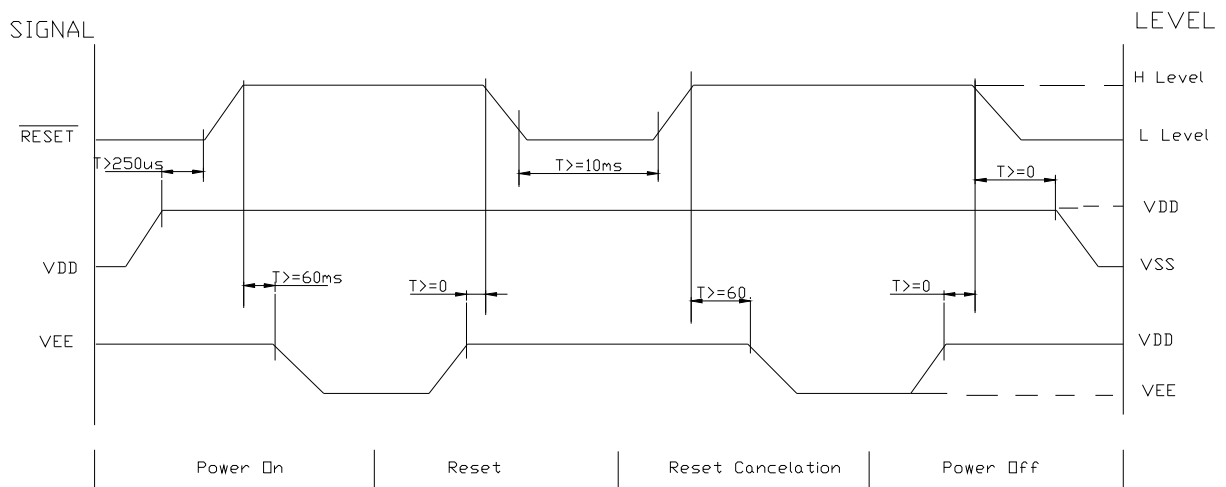 SIGNAL
LEVEL
H Level
RESET
L Level
T>250us
T>=10ms
T>=0
VDD
VDD
VSS
T>=60ms
T>=0
T>=60.
T>=0
VEE
VDD
VEE
Power On
Reset
Reset Cancelation
Power Off